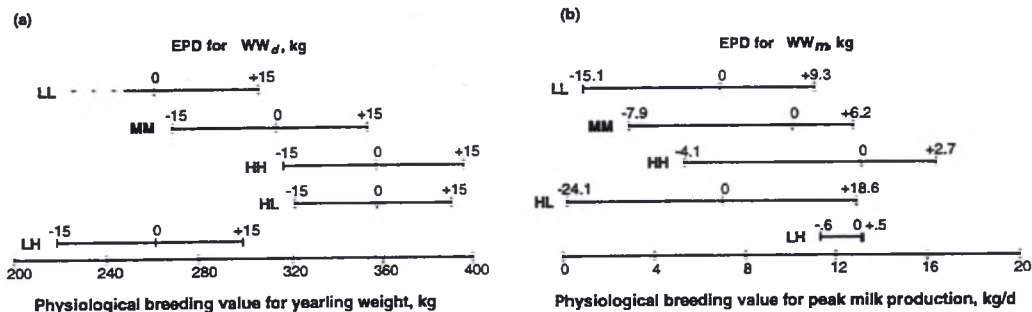 (a)
EPD for WWd, kg
LL 0 +15
-15 0 +15
MM
-15 0 +15
HH
-15 0 +15
HL
-15 0 +15
LH
200 240 280 320 360 400
Physiological breeding value for yearling weight, kg
(b)
EPD for WWm, kg
-15.1 0 +9.3
LL
-7.9 0 +6.2
MM
-4.1 0 +2.7
HH
-24.1 0 +18.6
HL
-.6 0 +.5
LH
0 4 8 12 16 20
Physiological breeding value for peak milk production, kg/d